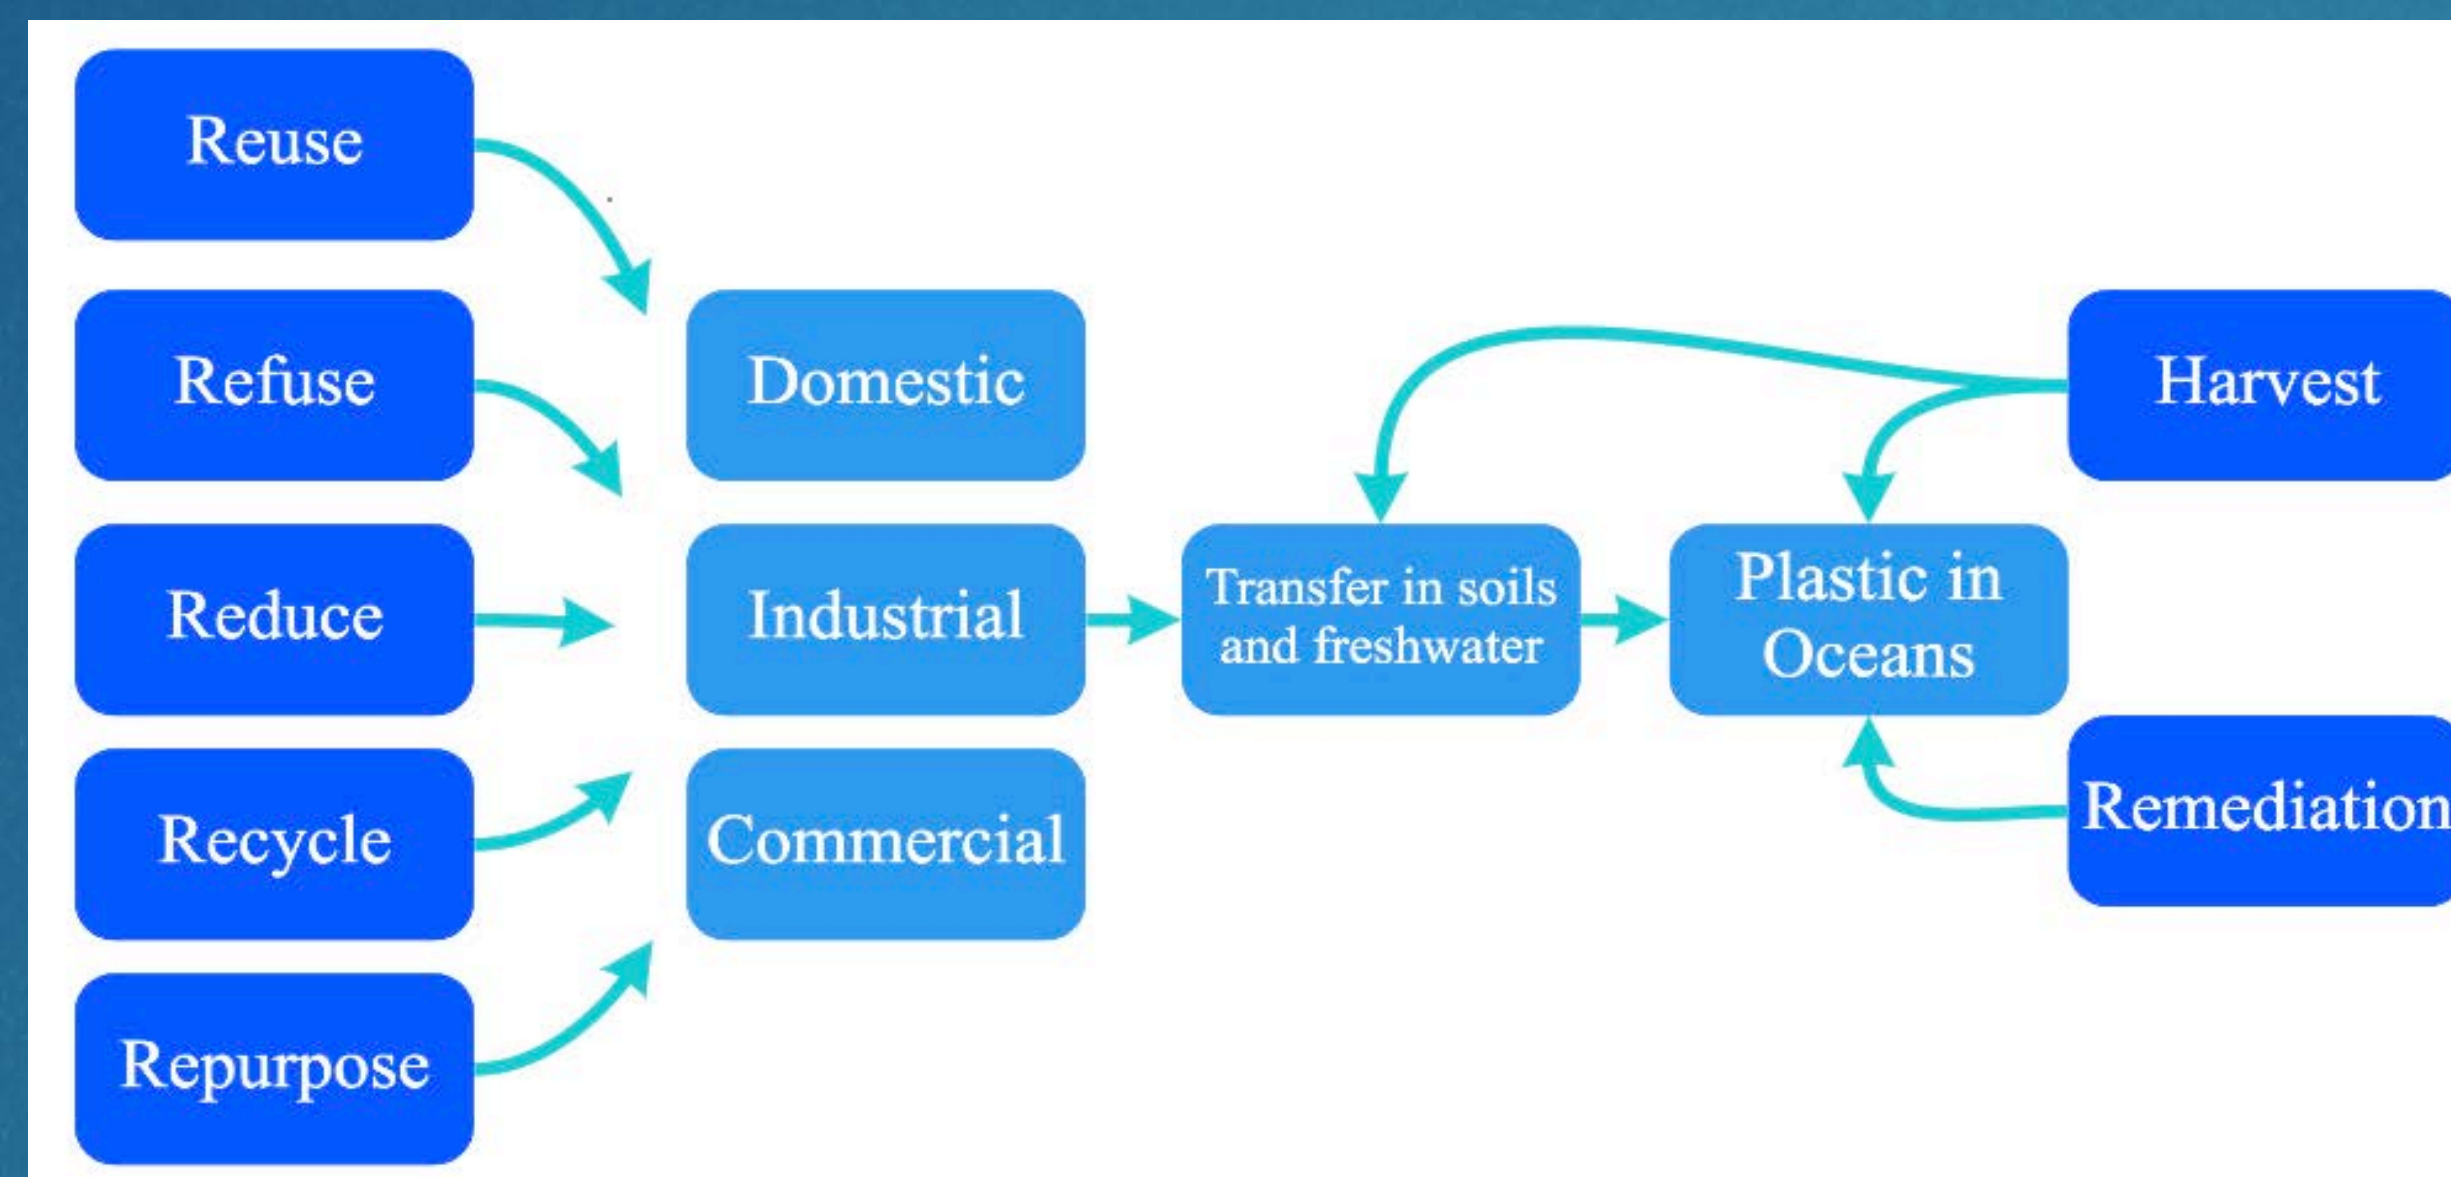 Reuse
Refuse
Reduce
Recycle
Repurpose
Domestic
Industrial
Commercial
Transfer in soils
and freshwater
Plastic in
Oceans
Harvest
Remediation